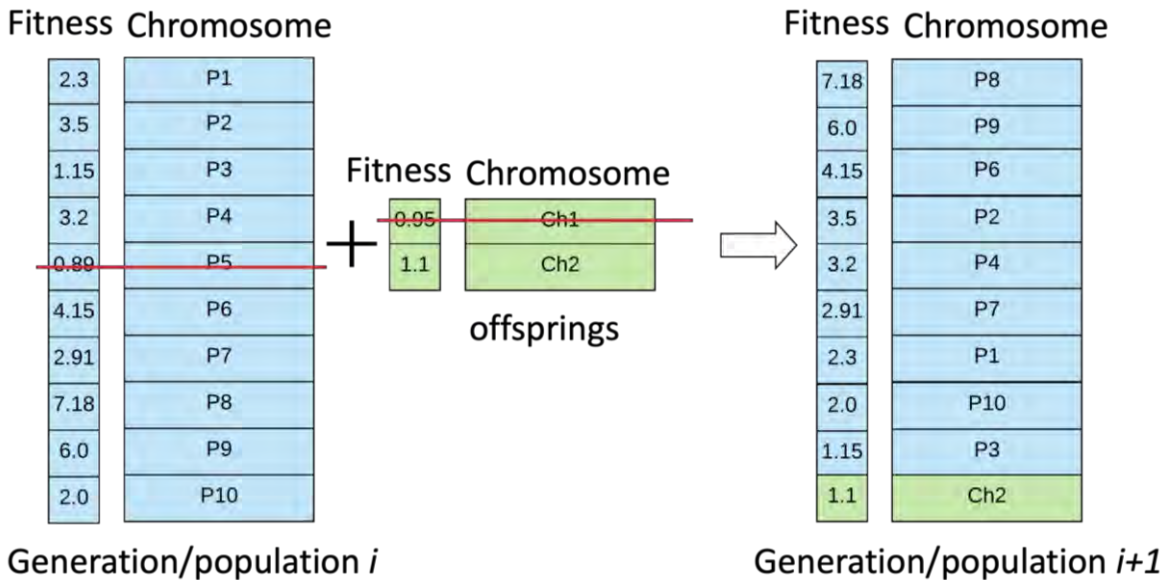 Fitness Chromosome
2.3 P1
3.5 P2
1.15 P3
3.2 P4
0.89 P5
4.15 P6
2.91 P7
7.18 P8
6.0 P9
2.0 P10
Generation/population i
Fitness Chromosome
0.95 Ch1
1.1 Ch2
offsprings
Fitness Chromosome
7.18 P8
6.0 P9
4.15 P6
3.5 P2
3.2 P4
2.91 P7
2.3 P1
2.0 P10
1.15 P3
1.1 Ch2
Generation/population i+1